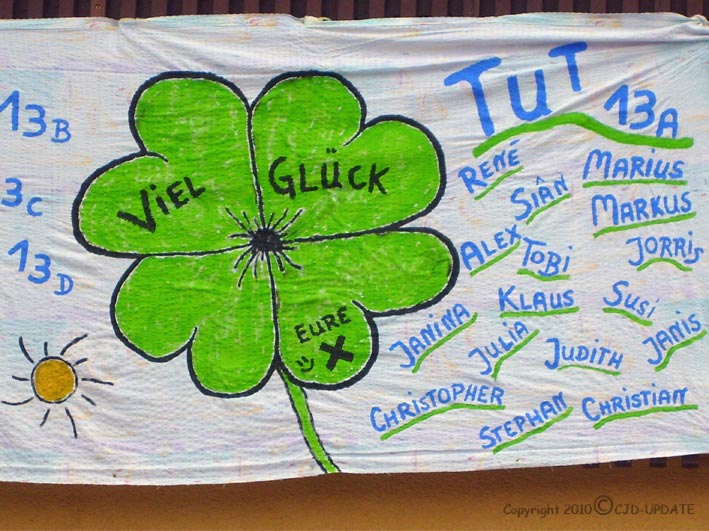 13B
3C
13D
VIEL GLÜCK
EURE
X
TUT 13A
RENÉ
SIÂN
MARIUS
MARKUS
ALEX
TOBI
JORRIS
KLAUS
SUSI
JANINA
JULIA
JUDITH
JANIS
CHRISTOPHER
STEPHAN
CHRISTIAN
Copyright 2010©CJD-UPDATE